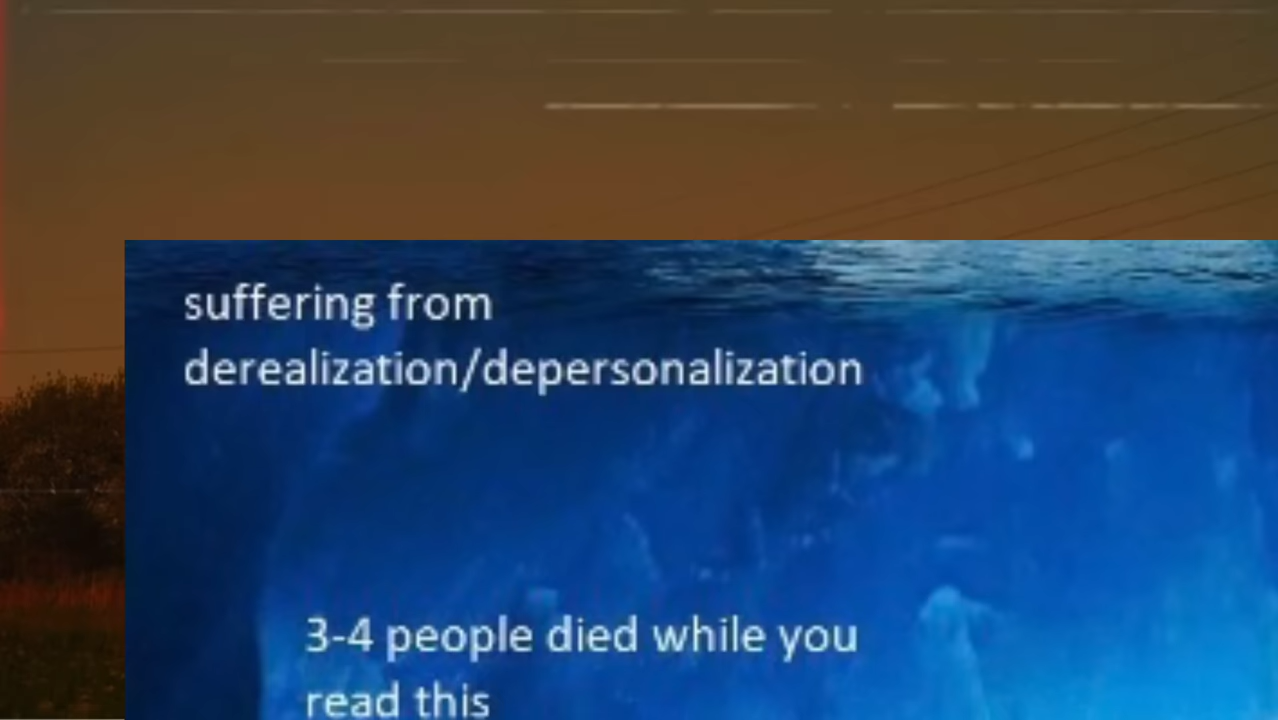 suffering from
derealization/depersonalization
3-4 people died while you
read this